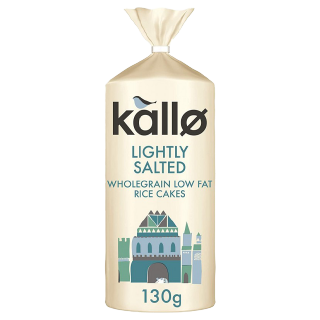 kallø
LIGHTLY
SALTED
WHOLEGRAIN LOW FAT
RICE CAKES
130g